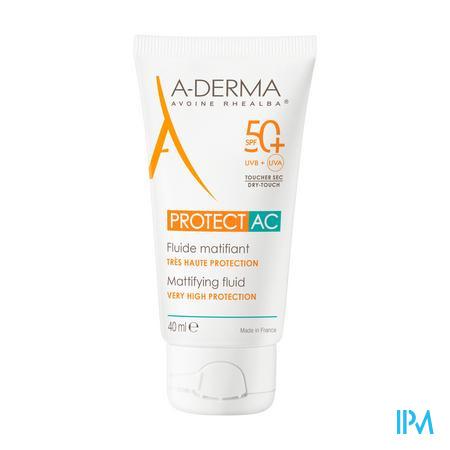 A-DERMA
AVOINE RHEALBA®
SPF 50+
UVB + UVA
TOUCHER SEC
DRY-TOUCH
PROTECT AC
Fluide matifiant
TRÈS HAUTE PROTECTION
Mattifying fluid
VERY HIGH PROTECTION
40 ml e
Made in France
IPM